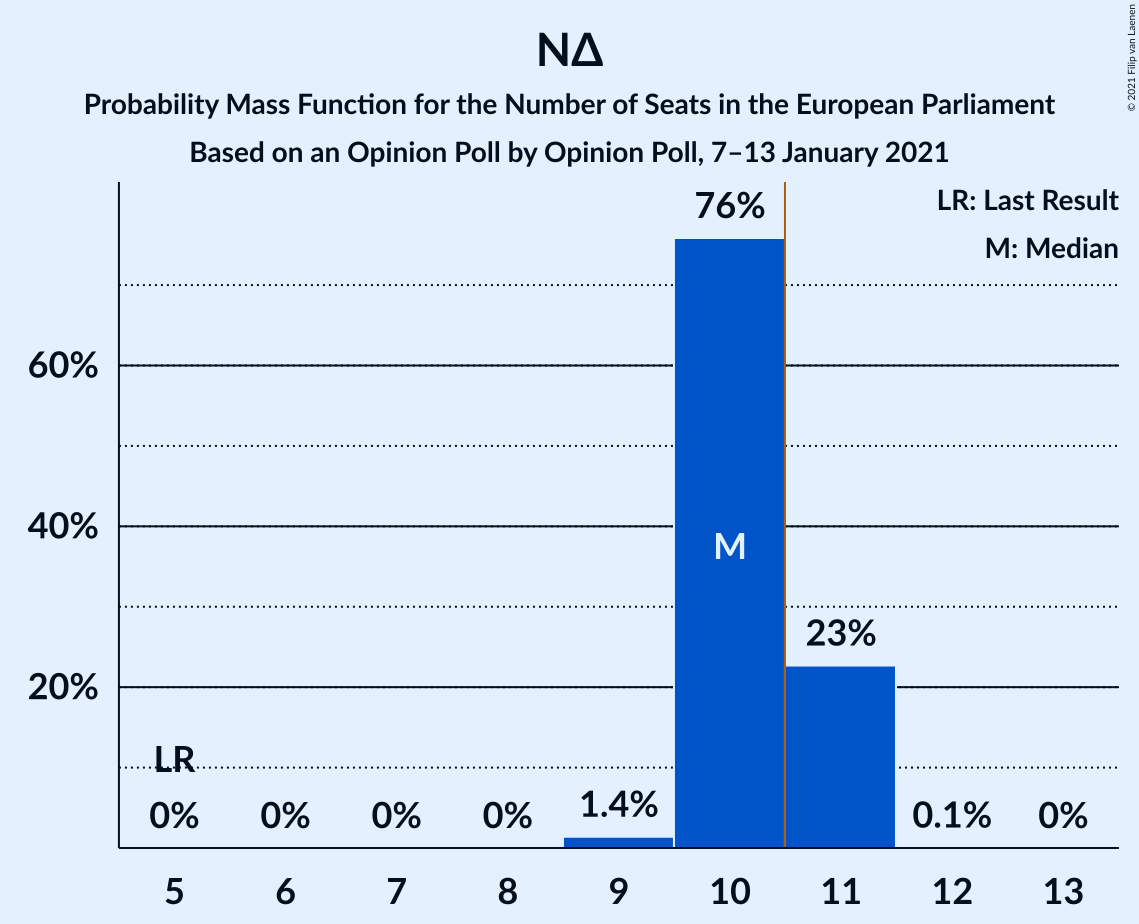 ΝΔ
Probability Mass Function for the Number of Seats in the European Parliament
Based on an Opinion Poll by Opinion Poll, 7–13 January 2021
© 2021 Filip van Laenen
LR: Last Result
M: Median
76%
60%
40%
M
23%
20%
LR
0% 0% 0% 0% 1.4% 0.1% 0%
5 6 7 8 9 10 11 12 13